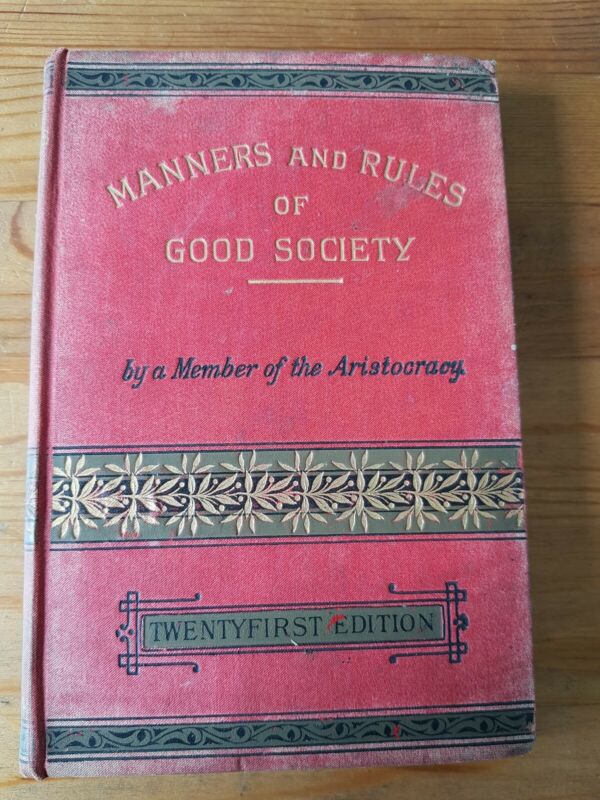 MANNERS AND RULES
OF
GOOD SOCIETY
by a Member of the Aristocracy.
TWENTYFIRST EDITION